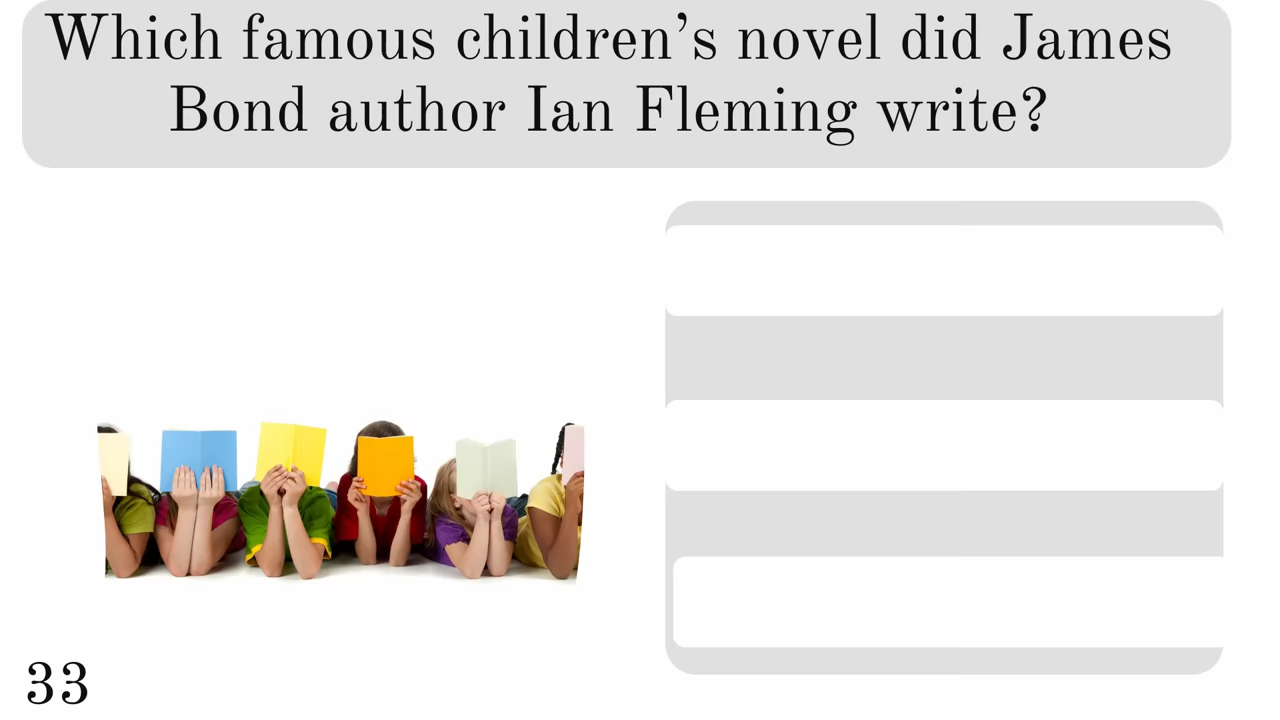 Which famous children’s novel did James
Bond author Ian Fleming write?
33